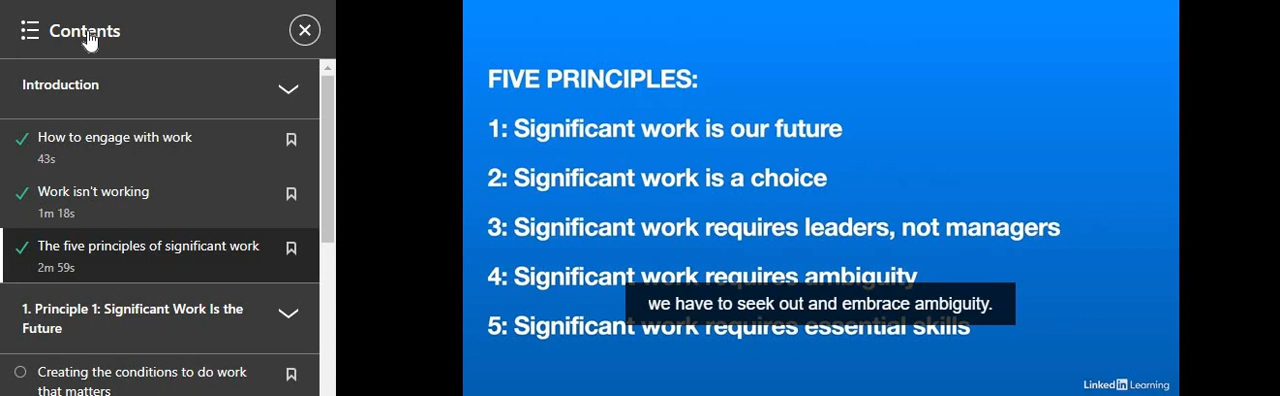 Contents
Introduction
How to engage with work
43s
Work isn't working
1m 18s
The five principles of significant work
2m 59s
1. Principle 1: Significant Work Is the
Future
Creating the conditions to do work
that matters
FIVE PRINCIPLES:
1: Significant work is our future
2: Significant work is a choice
3: Significant work requires leaders, not managers
4: Significant work requires ambiguity
we have to seek out and embrace ambiguity.
5: Significant work requires essential skills
LinkedIn Learning